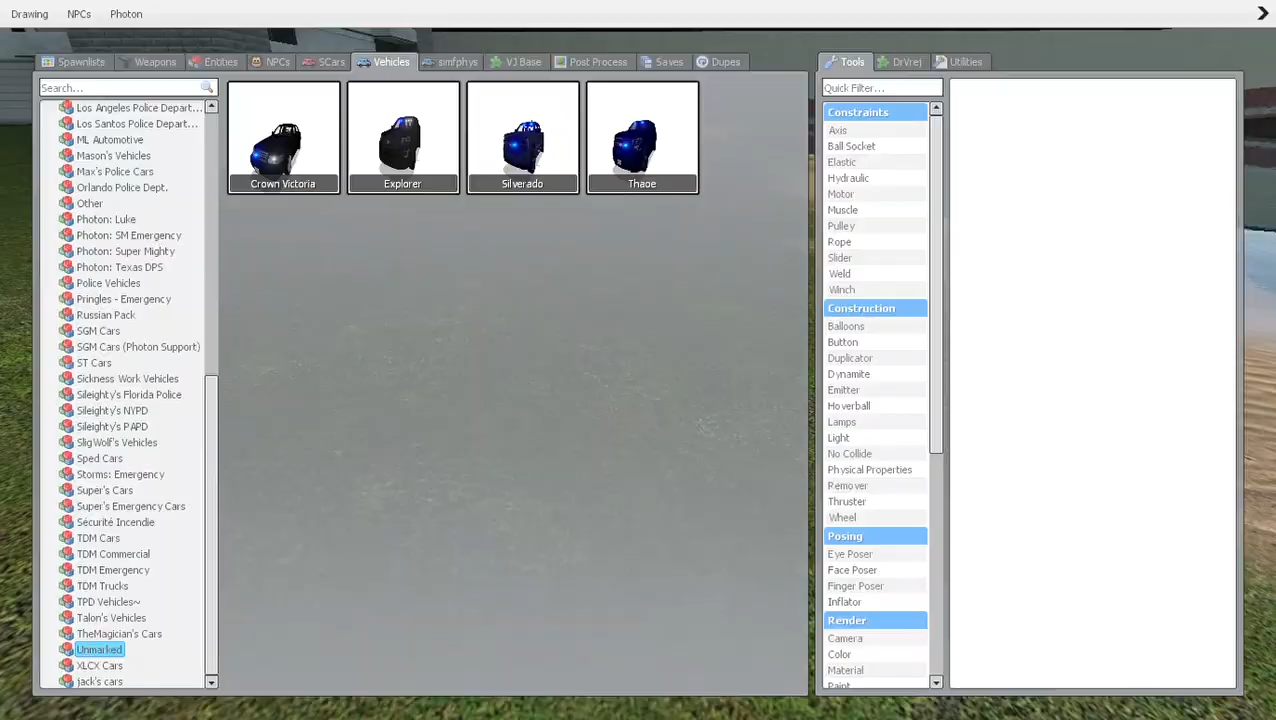 Drawing NPCs Photon
Spawnlists Weapons Entities NPCs SCars Vehicles simfphys VJ Base Post Process Saves Dupes
Tools DrVrej Utilities
Search...
Los Angeles Police Depart...
Los Santos Police Depart...
ML Automotive
Mason's Vehicles
Max's Police Cars
Orlando Police Dept.
Other
Photon: Luke
Photon: SM Emergency
Photon: Super Mighty
Photon: Texas DPS
Police Vehicles
Pringles - Emergency
Russian Pack
SGM Cars
SGM Cars (Photon Support)
ST Cars
Sickness Work Vehicles
Sileighty's Florida Police
Sileighty's NYPD
Sileighty's PAPD
SligWolf's Vehicles
Sped Cars
Storms: Emergency
Super's Cars
Super's Emergency Cars
Sécurité Incendie
TDM Cars
TDM Commercial
TDM Emergency
TDM Trucks
TPD Vehicles~
Talon's Vehicles
TheMagician's Cars
Unmarked
XLCX Cars
jack's cars
Crown Victoria
Explorer
Silverado
Thaoe
Quick Filter...
Constraints
Axis
Ball Socket
Elastic
Hydraulic
Motor
Muscle
Pulley
Rope
Slider
Weld
Winch
Construction
Balloons
Button
Duplicator
Dynamite
Emitter
Hoverball
Lamps
Light
No Collide
Physical Properties
Remover
Thruster
Wheel
Posing
Eye Poser
Face Poser
Finger Poser
Inflator
Render
Camera
Color
Material
Paint